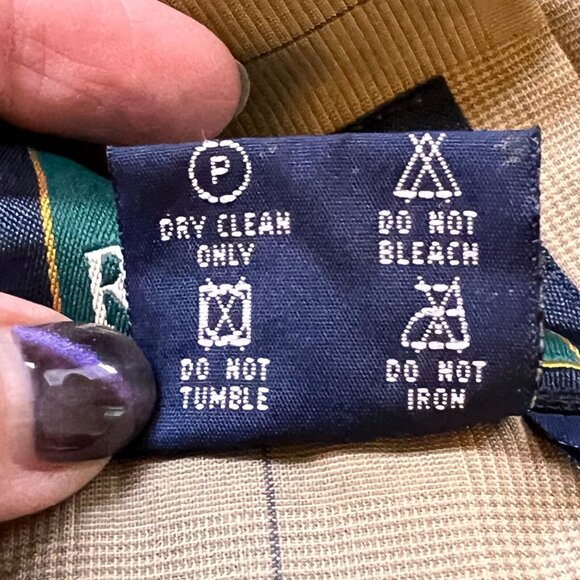 P
DRY CLEAN
ONLY
DO NOT
BLEACH
DO NOT
TUMBLE
DO NOT
IRON
R